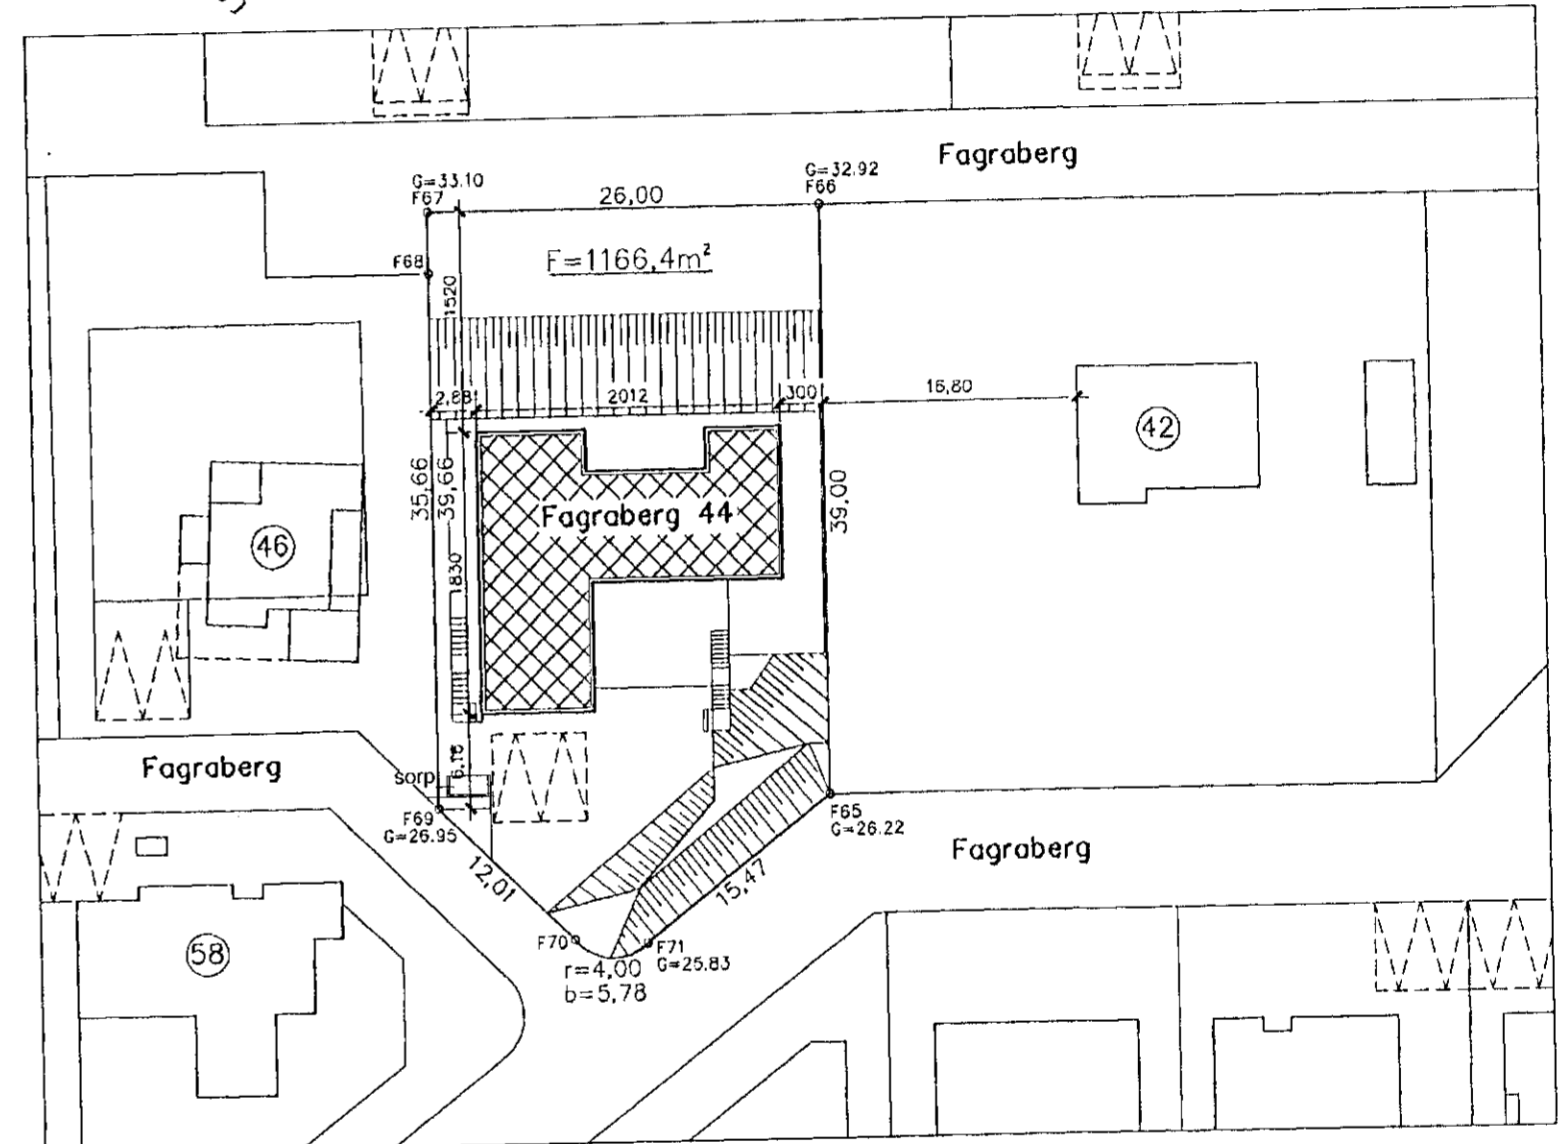 Fagraberg
G=33.10
F67
26,00
G=32.92
F66
F68
F=1166,4m²
1520
2,88
2012
300
16,80
42
35,66
39,66
Fagraberg 44
39,00
46
1830
Fagraberg
sorp
6.16
F69
G=26.95
F65
G=26.22
Fagraberg
12,01
15,47
58
F70
F71
G=25.83
r=4,00
b=5,78